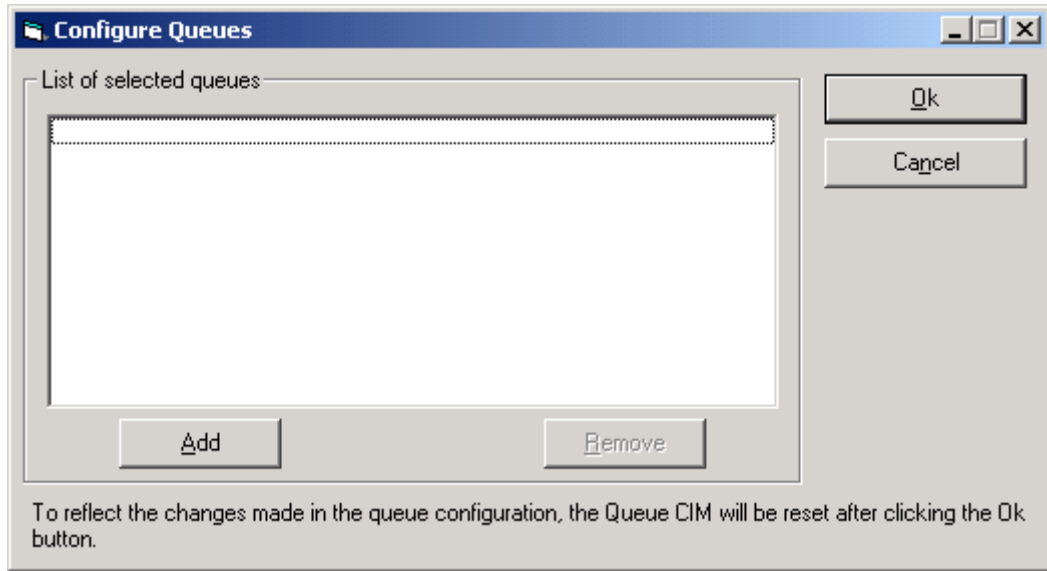 Configure Queues
List of selected queues
Ok
Cancel
Add
Remove
To reflect the changes made in the queue configuration, the Queue CIM will be reset after clicking the Ok
button.